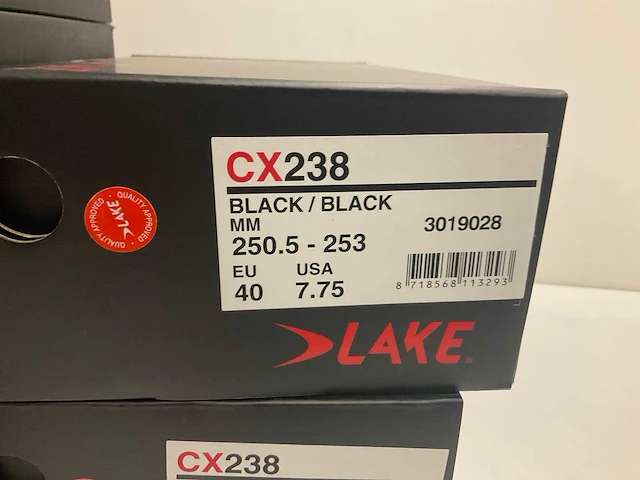 CX238
BLACK / BLACK
MM
250.5 - 253
3019028
EU USA
40 7.75
8 718568 113293
QUALITY APPROVED
LAKE
QUALITY APPROVED
LAKE
CX238